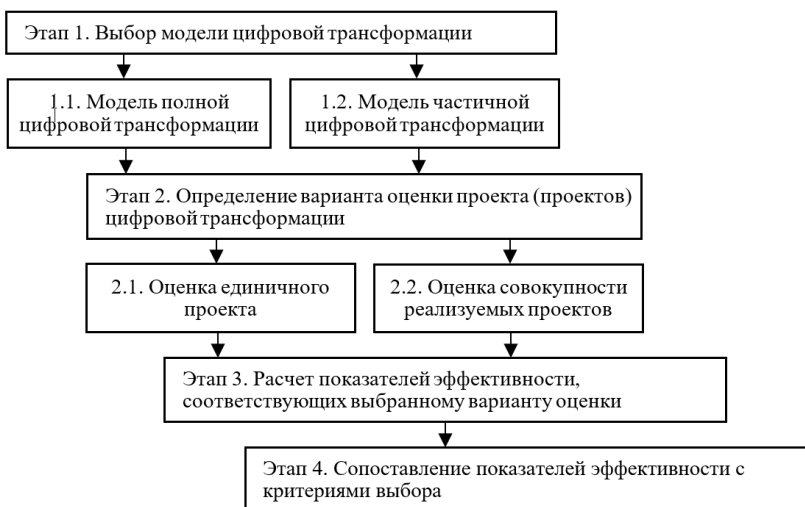 Этап 1. Выбор модели цифровой трансформации
1.1. Модель полной
цифровой трансформации
1.2. Модель частичной
цифровой трансформации
Этап 2. Определение варианта оценки проекта (проектов)
цифровой трансформации
2.1. Оценка единичного
проекта
2.2. Оценка совокупности
реализуемых проектов
Этап 3. Расчет показателей эффективности,
соответствующих выбранному варианту оценки
Этап 4. Сопоставление показателей эффективности с
критериями выбора